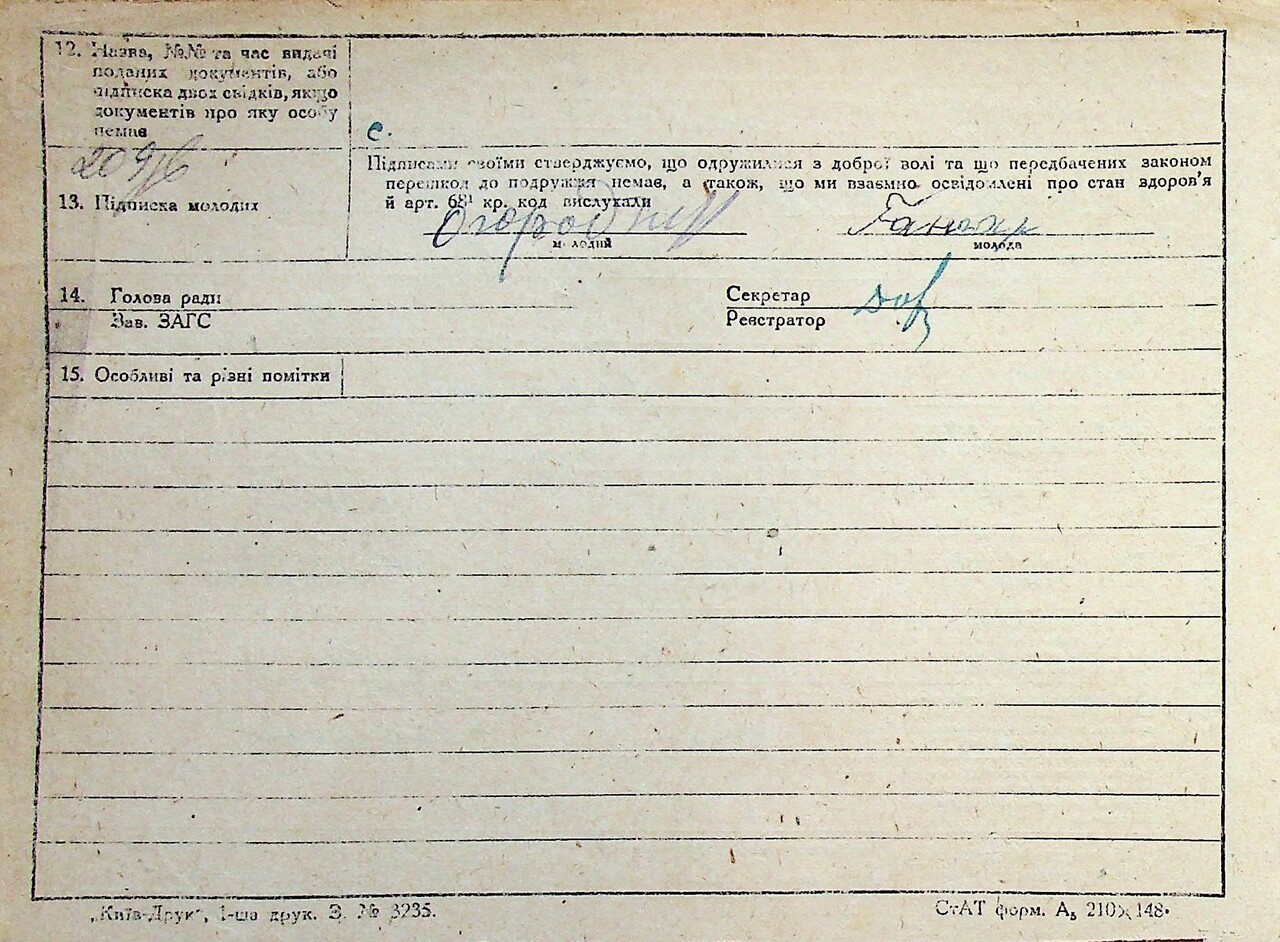 12. Назва, №№ та час видачі
поданих документів, або
підписка двох свідків, якщо
документів про яку особу
немає
с.
Підписами своїми стверджуємо, що одружилися з доброї волі та що передбачених законом
перешкод до подружжя немає, а також, що ми взаємно освідомлені про стан здоров'я
13. Підписка молодих
й арт. 68¹ кр. код вислухали
молодий
молода
14. Голова ради
Секретар
Зав. ЗАГС
Реєстратор
15. Особливі та різні помітки
„Київ-Друк", 1-ша друк. З. № 3235.
СтАТ форм. А₅ 210×148.